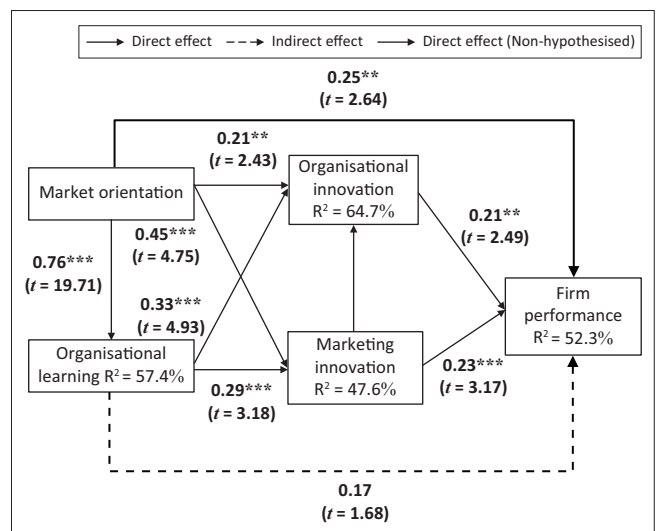 Direct effect
Indirect effect
Direct effect (Non-hypothesised)
0.25**
(t = 2.64)
0.21**
(t = 2.43)
Organisational
innovation
R² = 64.7%
Market orientation
0.21**
(t = 2.49)
0.45***
(t = 4.75)
0.76***
(t = 19.71)
0.33***
(t = 4.93)
Firm
performance
R² = 52.3%
Organisational
learning R² = 57.4%
Marketing
innovation
R² = 47.6%
0.23***
(t = 3.17)
0.29***
(t = 3.18)
0.17
(t = 1.68)